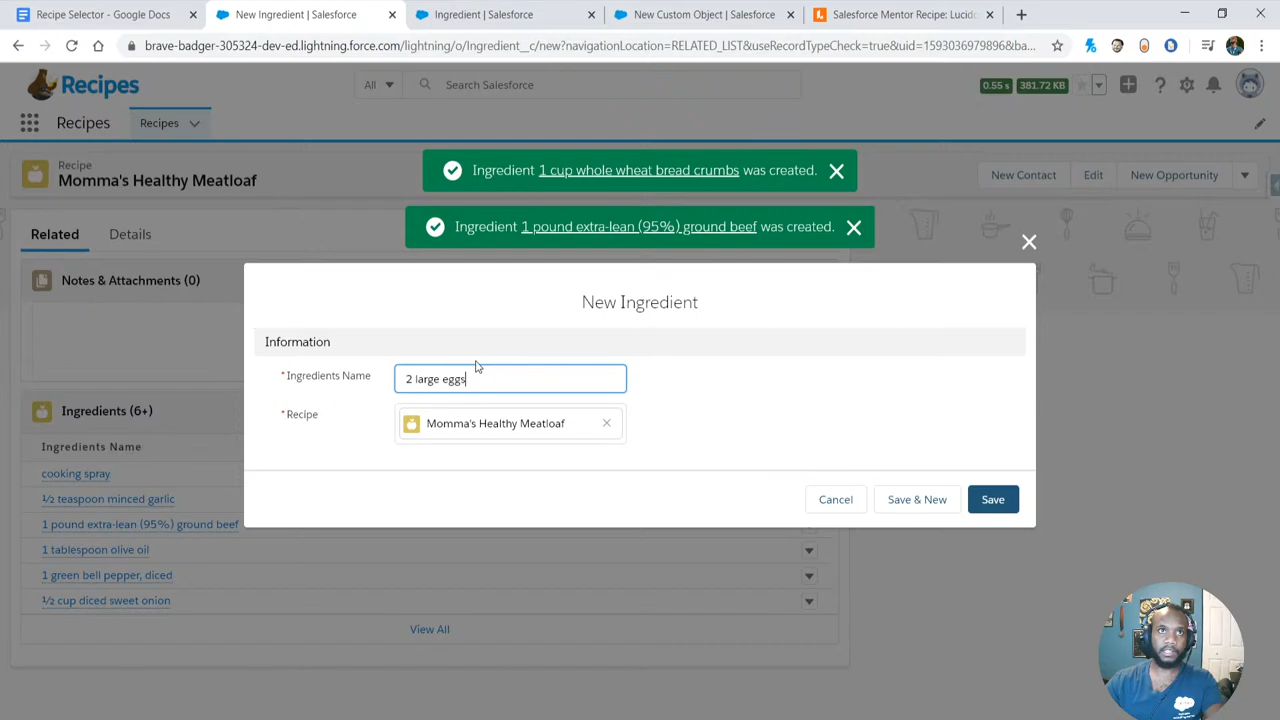 Recipe Selector - Google Docs
New Ingredient | Salesforce
Ingredient | Salesforce
New Custom Object | Salesforce
Salesforce Mentor Recipe: Lucid
brave-badger-305324-dev-ed.lightning.force.com/lightning/o/Ingredient__c/new?navigationLocation=RELATED_LIST&useRecordTypeCheck=true&uid=1593036979896&ba...
Recipes
All
Search Salesforce
0.55 s
381.72 KB
Recipes
Recipes
Ingredient 1 cup whole wheat bread crumbs was created.
Recipe
Momma's Healthy Meatloaf
New Contact
Edit
New Opportunity
Ingredient 1 pound extra-lean (95%) ground beef was created.
Related
Details
Notes & Attachments (0)
New Ingredient
Information
*Ingredients Name
2 large eggs
*Recipe
Momma's Healthy Meatloaf
Cancel
Save & New
Save
Ingredients (6+)
Ingredients Name
cooking spray
½ teaspoon minced garlic
1 pound extra-lean (95%) ground beef
1 tablespoon olive oil
1 green bell pepper, diced
½ cup diced sweet onion
View All